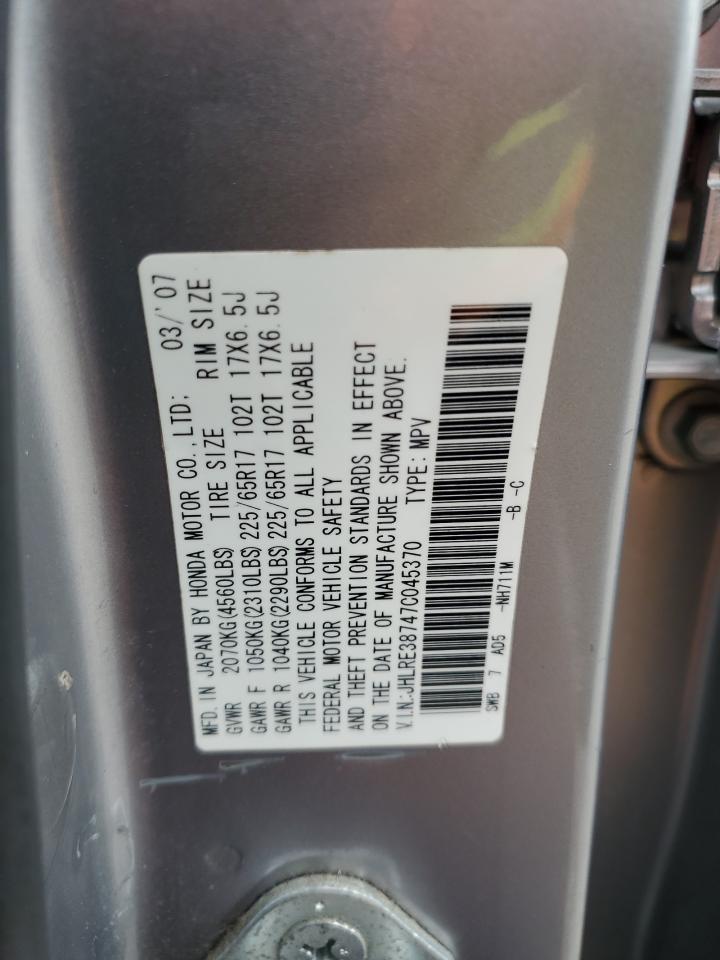 MFD. IN JAPAN BY HONDA MOTOR CO., LTD; 03/'07
GVWR 2070KG(4560LBS) TIRE SIZE RIM SIZE
GAWR F 1050KG(2310LBS) 225/65R17 102T 17X6.5J
GAWR R 1040KG(2290LBS) 225/65R17 102T 17X6.5J
THIS VEHICLE CONFORMS TO ALL APPLICABLE
FEDERAL MOTOR VEHICLE SAFETY
AND THEFT PREVENTION STANDARDS IN EFFECT
ON THE DATE OF MANUFACTURE SHOWN ABOVE.
V.I.N.:JHLRE38747C045370 TYPE: MPV
SWB 7 AD5 -NH711M -B -C